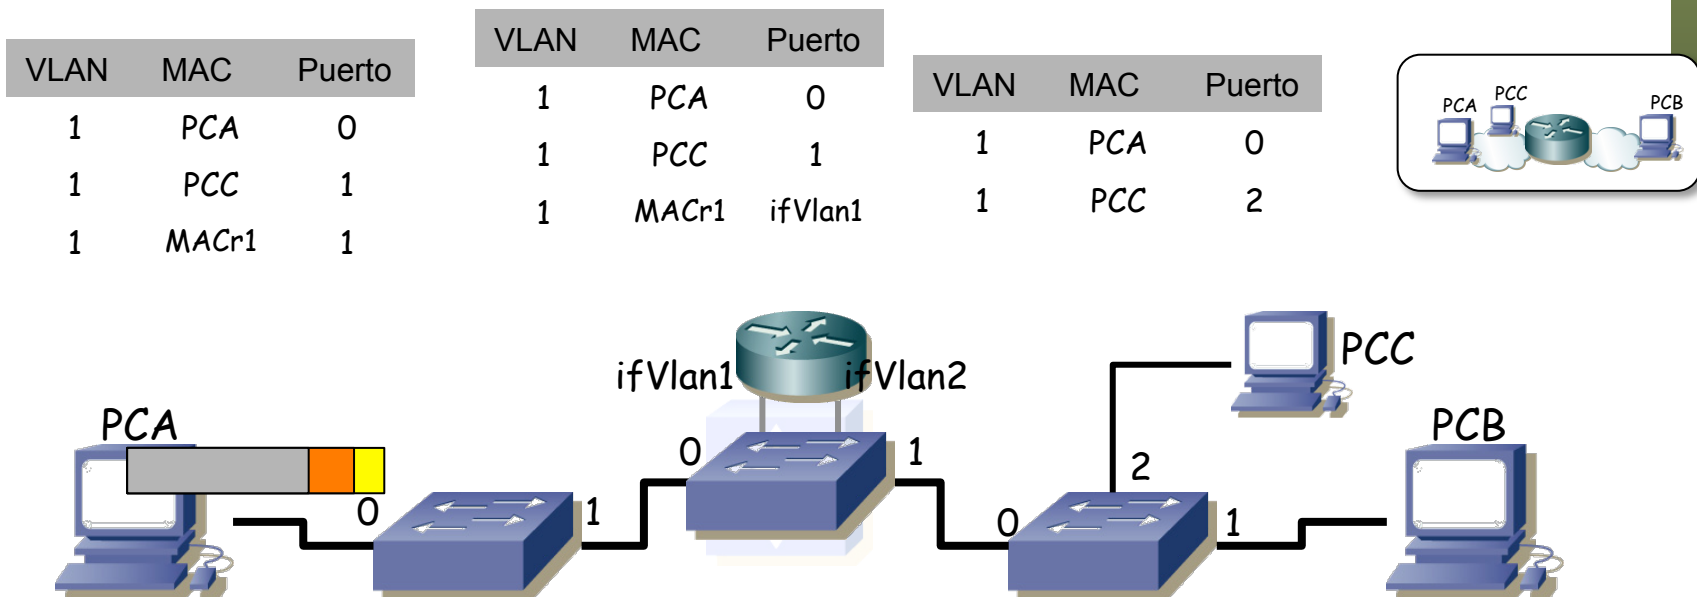 VLAN MAC Puerto
1 PCA 0
1 PCC 1
1 MACr1 1
VLAN MAC Puerto
1 PCA 0
1 PCC 1
1 MACr1 ifVlan1
VLAN MAC Puerto
1 PCA 0
1 PCC 2
PCA PCC PCB
ifVlan1 ifVlan2
PCC
PCA
PCB
0 1
2
0 1
0 1